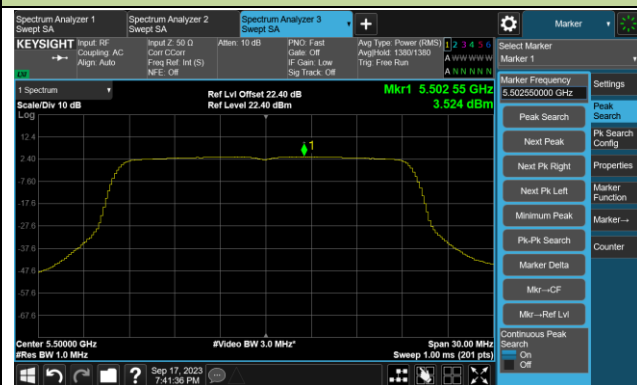 Spectrum Analyzer 1
Swept SA
Spectrum Analyzer 2
Swept SA
Spectrum Analyzer 3
Swept SA
+
Marker
KEYSIGHT
Input: RF
Coupling: AC
Align: Auto
Input Z: 50 Ω
Corr CCorr
Freq Ref: Int (S)
NFE: Off
Atten: 10 dB
PNO: Fast
Gate: Off
IF Gain: Low
Sig Track: Off
Avg Type: Power (RMS)
Avg|Hold: 1380/1380
Trig: Free Run
1 2 3 4 5 6
A W W W W W
A N N N N N
Select Marker
Marker 1
1 Spectrum
Scale/Div 10 dB
Log
Ref Lvl Offset 22.40 dB
Ref Level 22.40 dBm
Mkr1 5.502 55 GHz
3.524 dBm
12.4
2.40
-7.60
-17.6
-27.6
-37.6
-47.6
-57.6
-67.6
1
Center 5.50000 GHz
#Res BW 1.0 MHz
#Video BW 3.0 MHz*
Span 30.00 MHz
Sweep 1.00 ms (201 pts)
Marker Frequency
5.502550000 GHz
Peak Search
Next Peak
Next Pk Right
Next Pk Left
Minimum Peak
Pk-Pk Search
Marker Delta
Mkr→CF
Mkr→Ref Lvl
Continuous Peak
Search
On
Off
Settings
Peak
Search
Pk Search
Config
Properties
Marker
Function
Marker→
Counter
?
Sep 17, 2023
7:41:36 PM